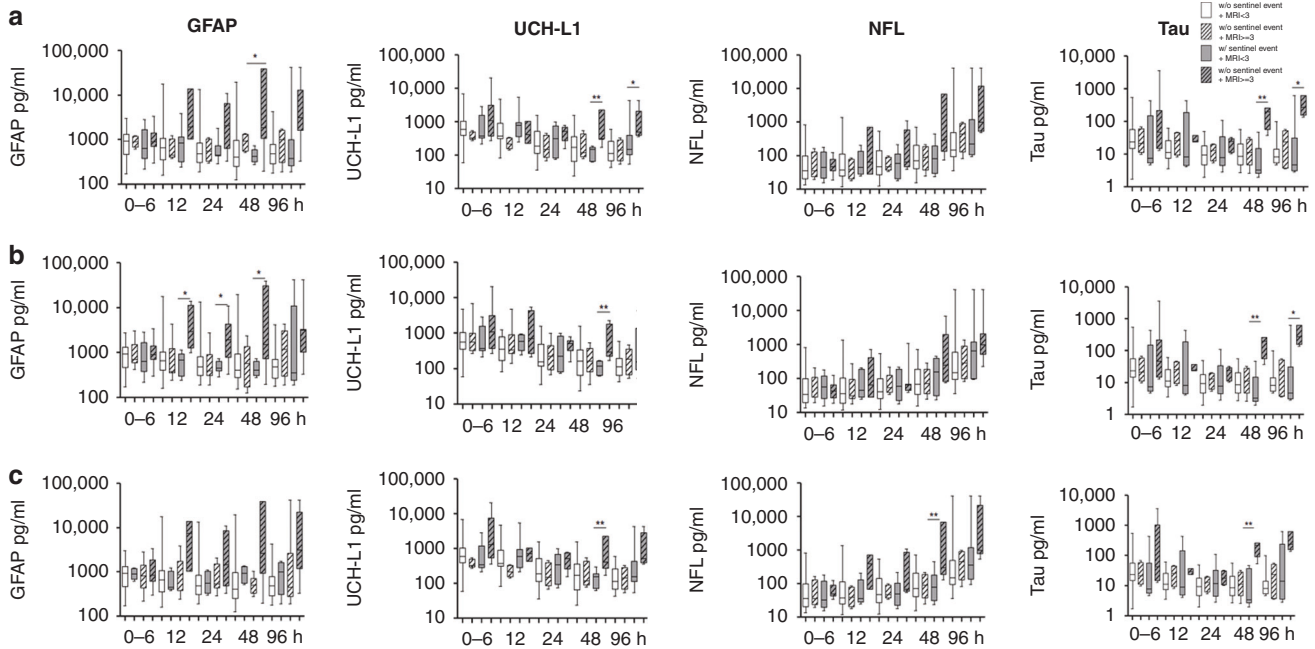 a
GFAP
UCH-L1
NFL
Tau
w/o sentinel event
+ MRI<3
w/o sentinel event
+ MRI>=3
w/ sentinel event
+ MRI<3
w/o sentinel event
+ MRI>=3
GFAP pg/ml
100,000
10,000
1000
100
*
0–6 12 24 48 96 h
UCH-L1 pg/ml
100,000
10,000
1000
100
10
** *
0–6 12 24 48 96 h
NFL pg/ml
100,000
10,000
1000
100
10
0–6 12 24 48 96 h
Tau pg/ml
10,000
1000
100
10
1
** *
0–6 12 24 48 96 h
b
GFAP pg/ml
100,000
10,000
1000
100
* * *
0–6 12 24 48 96 h
UCH-L1 pg/ml
100,000
10,000
1000
100
10
**
0–6 12 24 48 96
NFL pg/ml
100,000
10,000
1000
100
10
0–6 12 24 48 96 h
Tau pg/ml
10,000
1000
100
10
1
** *
0–6 12 24 48 96 h
c
GFAP pg/ml
100,000
10,000
1000
100
0–6 12 24 48 96 h
UCH-L1 pg/ml
100,000
10,000
1000
100
10
**
0–6 12 24 48 96 h
NFL pg/ml
100,000
10,000
1000
100
10
**
0–6 12 24 48 96 h
Tau pg/ml
10,000
1000
100
10
1
**
0–6 12 24 48 96 h